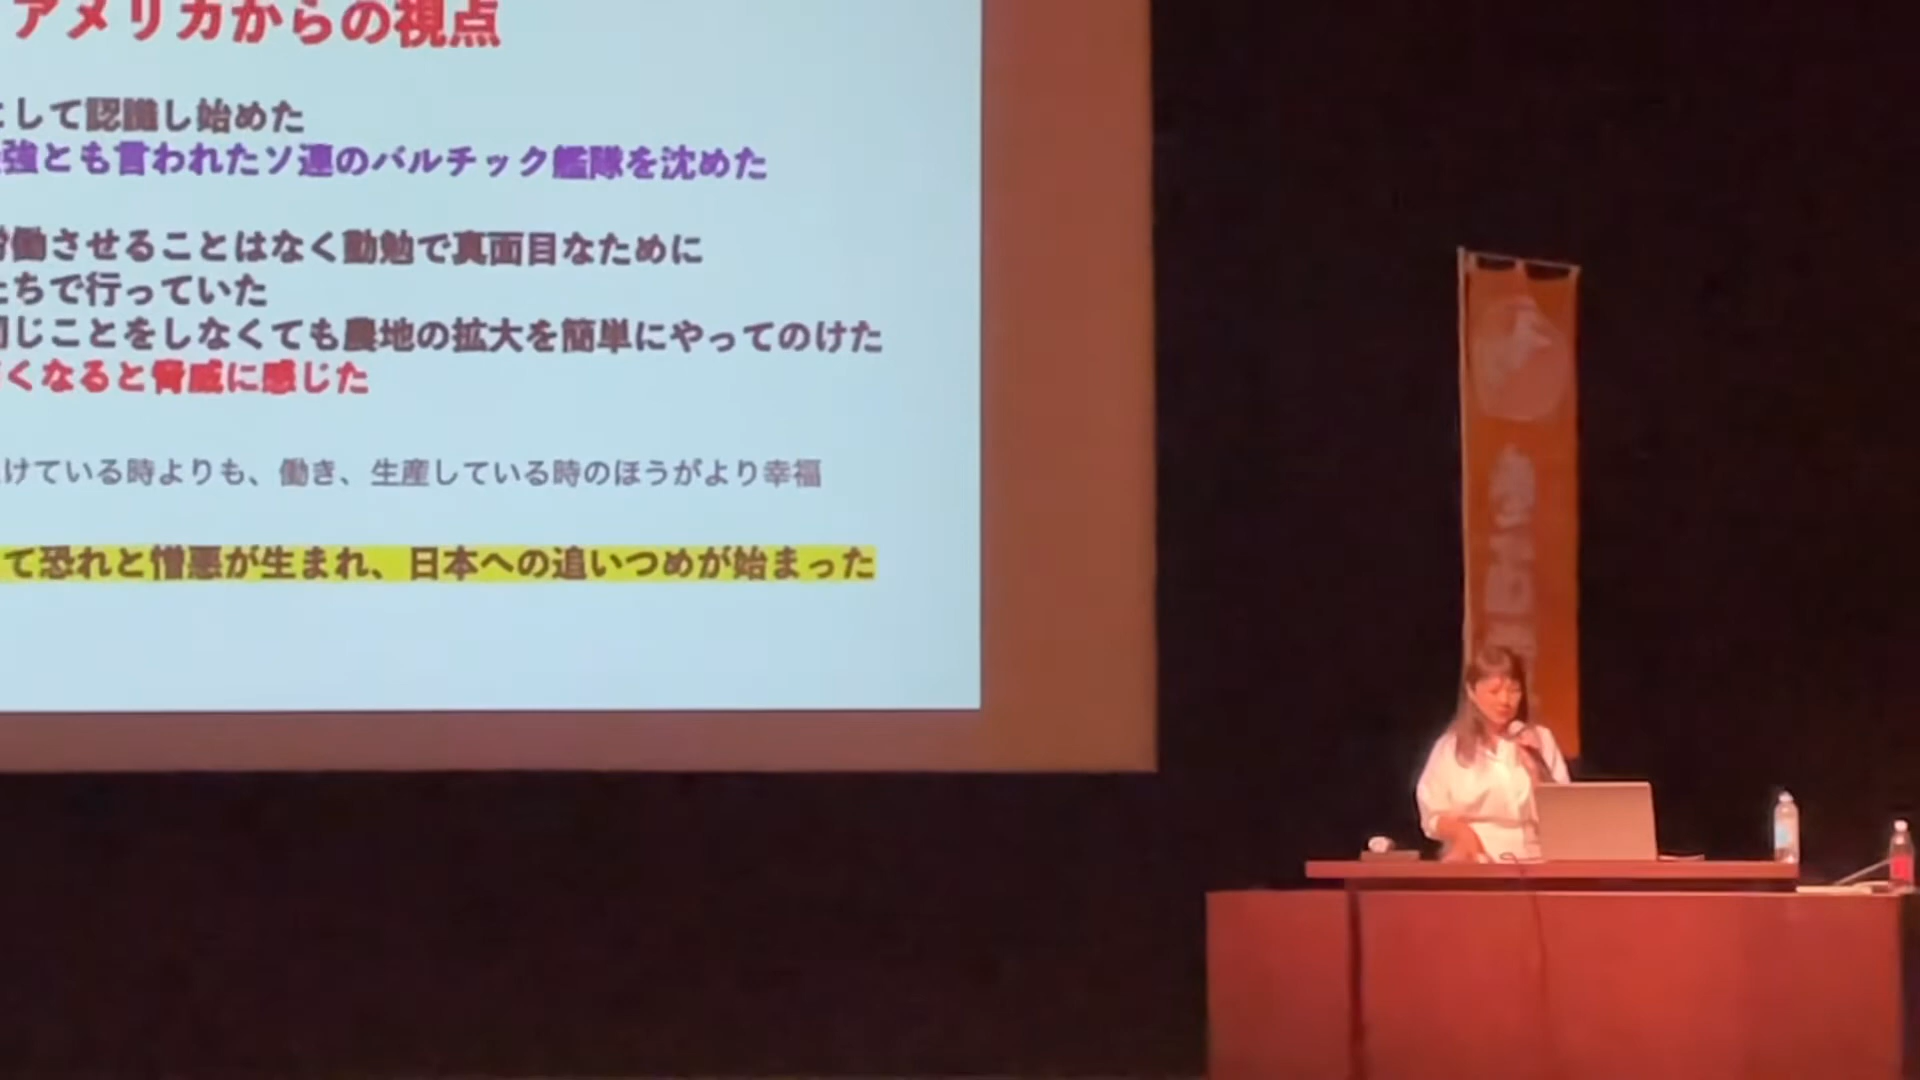 アメリカからの視点
として認識し始めた
強とも言われたソ連のバルチック艦隊を沈めた
労働させることはなく勤勉で真面目なために
たちで行っていた
同じことをしなくても農地の拡大を簡単にやってのけた
くなると脅威に感じた
けている時よりも、働き、生産している時のほうがより幸福
て恐れと憎悪が生まれ、日本への追いつめが始まった